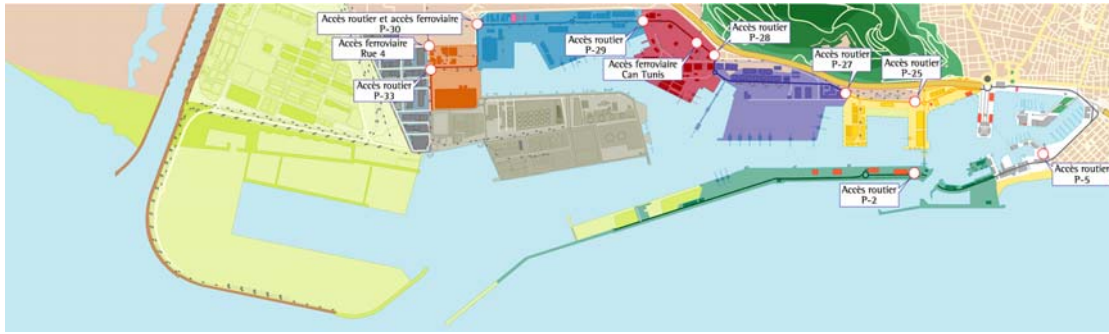 Accès routier et accès ferroviaire
P-30
Accès ferroviaire
Rue 4
Accès routier
P-33
Accès routier
P-29
Accès ferroviaire
Can Tunis
Accès routier
P-28
Accès routier
P-27
Accès routier
P-25
Accès routier
P-2
Accès routier
P-5